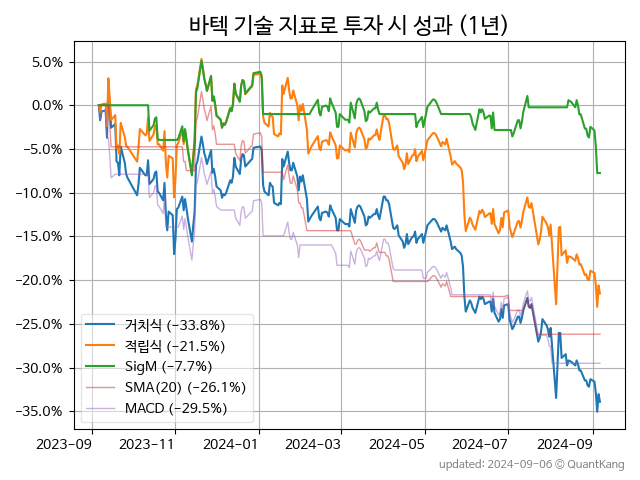 바텍 기술 지표로 투자 시 성과 (1년)
5.0%
0.0%
−5.0%
−10.0%
−15.0%
−20.0%
−25.0%
−30.0%
−35.0%
거치식 (−33.8%)
적립식 (−21.5%)
SigM (−7.7%)
SMA(20) (−26.1%)
MACD (−29.5%)
2023-09 2023-11 2024-01 2024-03 2024-05 2024-07 2024-09
updated: 2024-09-06 © QuantKang